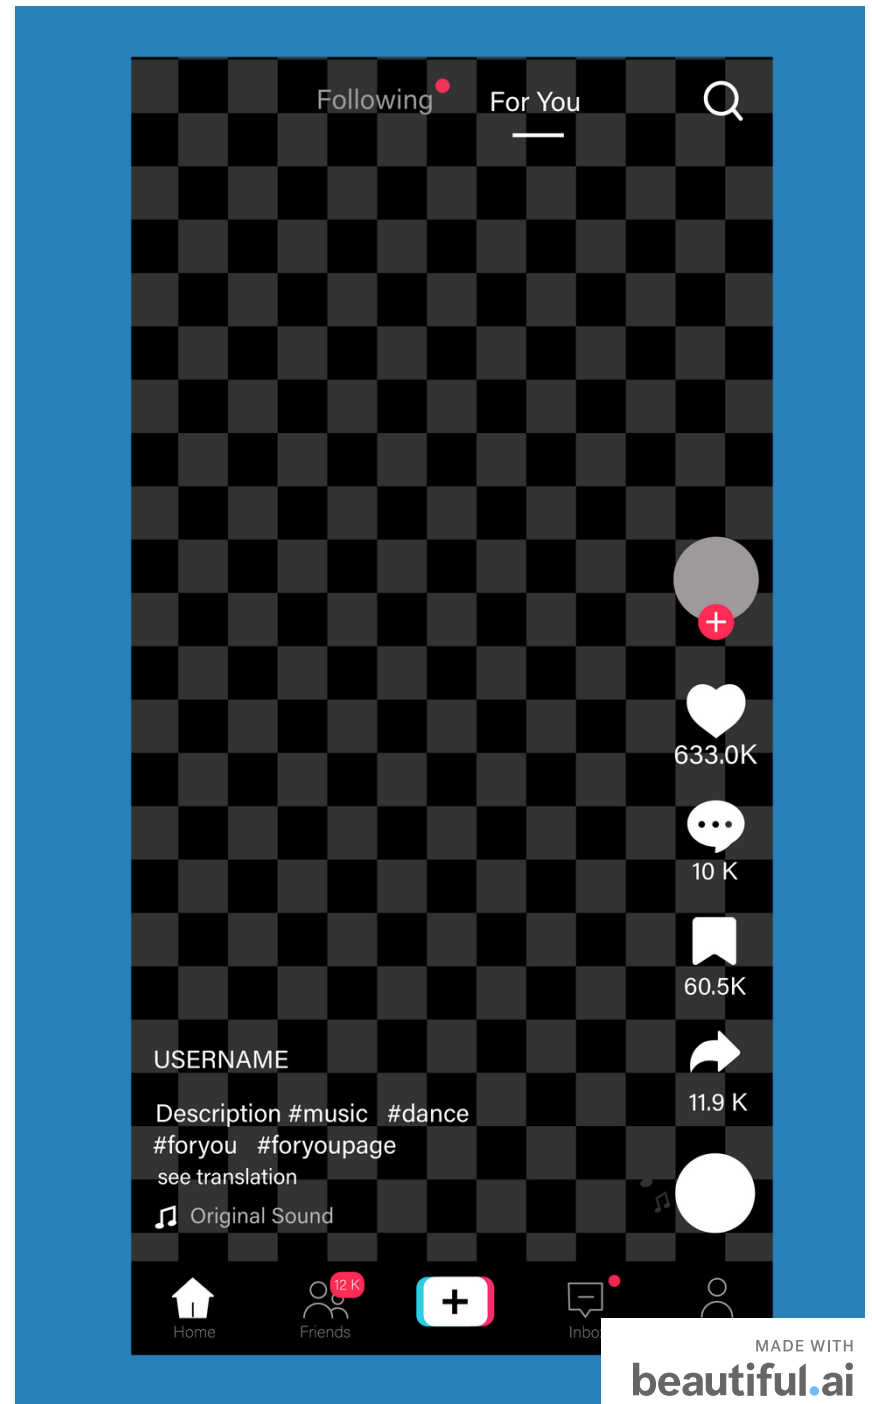 Following For You
633.0K
10 K
60.5K
USERNAME
11.9 K
Description #music #dance
#foryou #foryoupage
see translation
Original Sound
12 K
Home Friends
MADE WITH
beautiful.ai